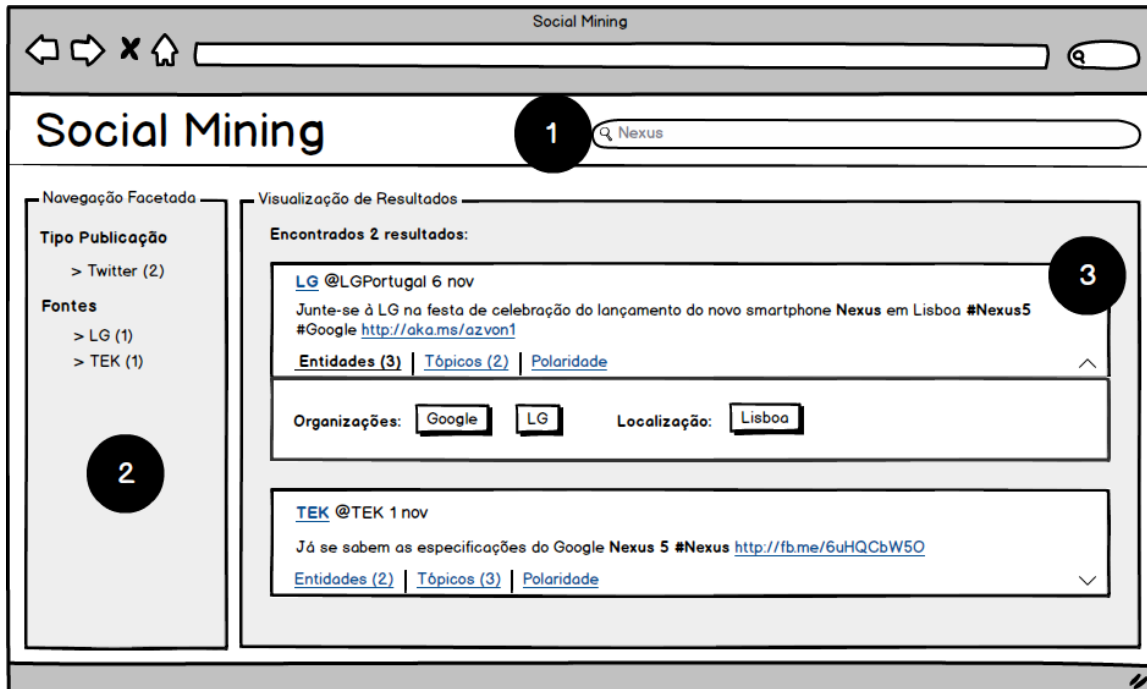 Social Mining
Social Mining
1
Nexus
Navegação Facetada
Tipo Publicação
> Twitter (2)
Fontes
> LG (1)
> TEK (1)
2
Visualização de Resultados
Encontrados 2 resultados:
3
LG @LGPortugal 6 nov
Junte-se à LG na festa de celebração do lançamento do novo smartphone Nexus em Lisboa #Nexus5
#Google http://aka.ms/azvon1
Entidades (3) | Tópicos (2) | Polaridade
Organizações: Google LG Localização: Lisboa
TEK @TEK 1 nov
Já se sabem as especificações do Google Nexus 5 #Nexus http://fb.me/6uHQCbW5O
Entidades (2) | Tópicos (3) | Polaridade